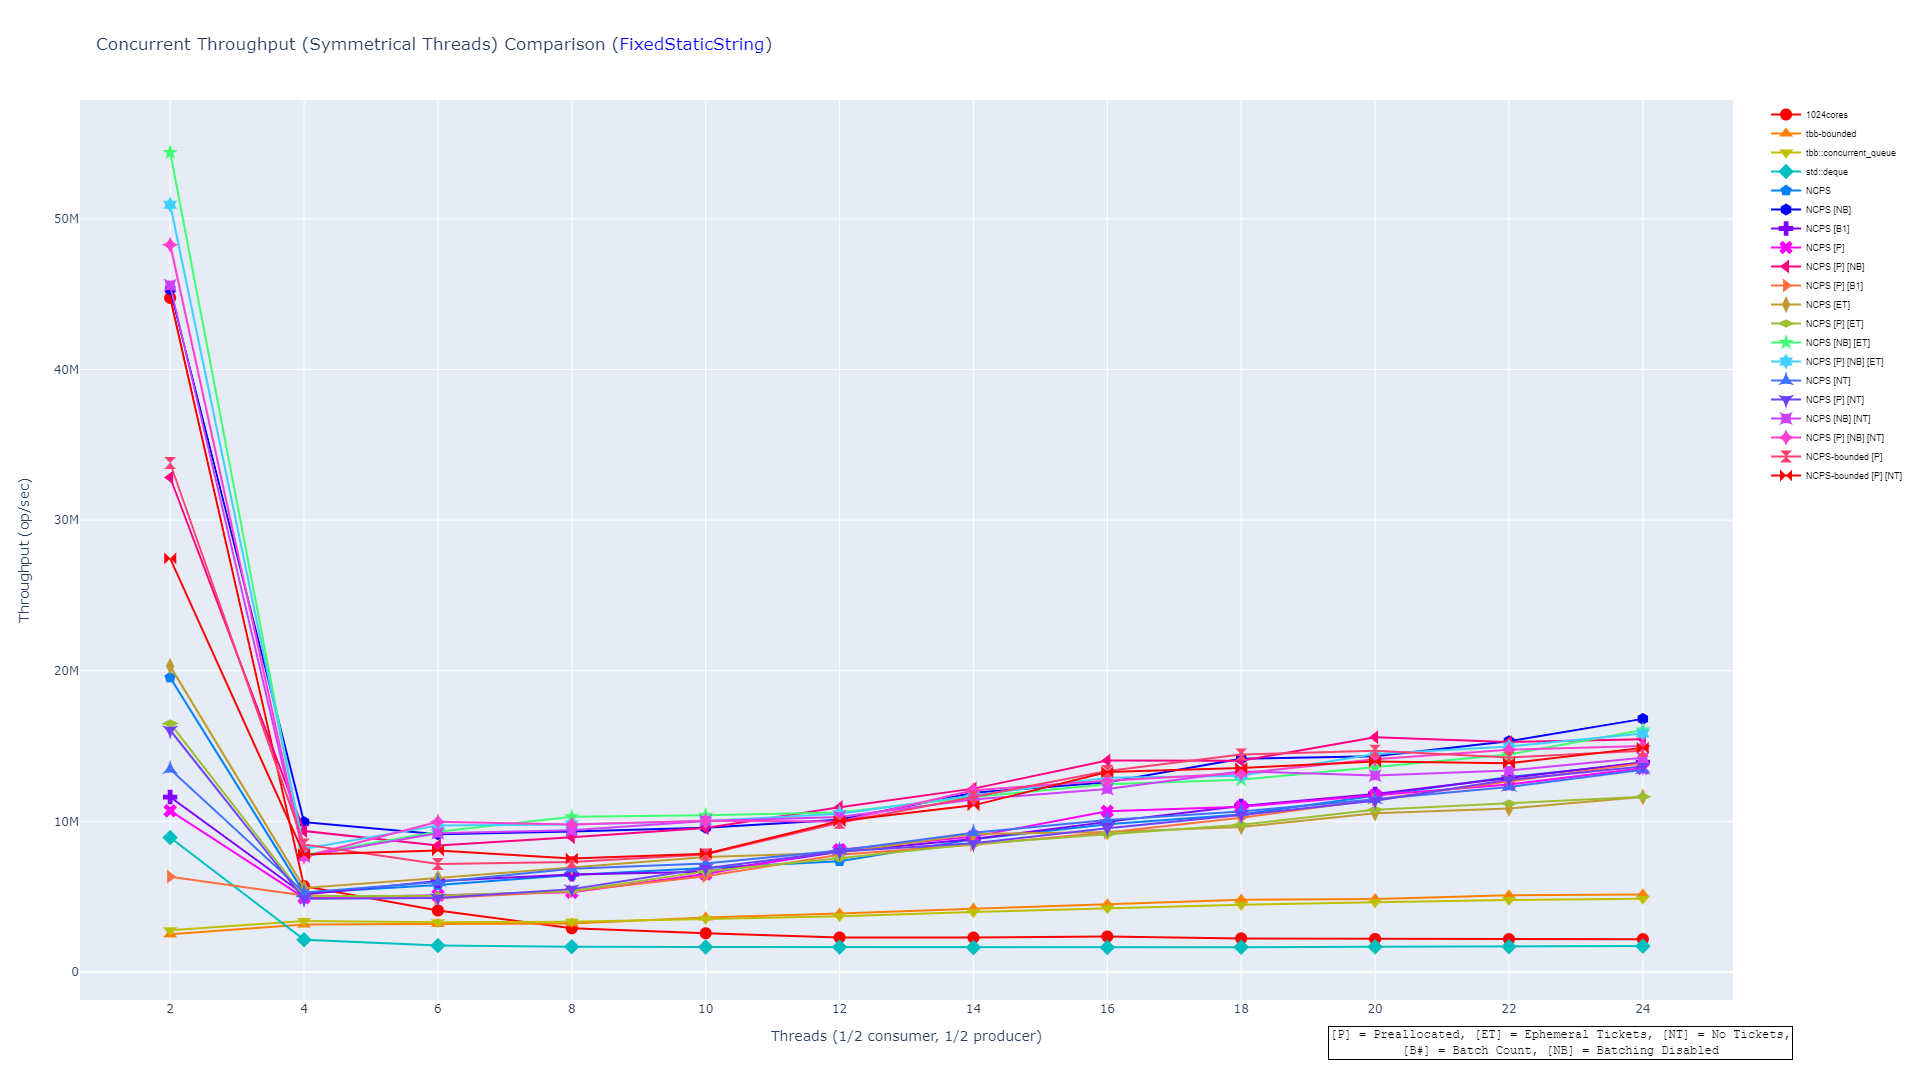 Concurrent Throughput (Symmetrical Threads) Comparison (FixedStaticString)
Throughput (op/sec)
50M
40M
30M
20M
10M
0
2 4 6 8 10 12 14 16 18 20 22 24
Threads (1/2 consumer, 1/2 producer)
1024cores
tbb-bounded
tbb::concurrent_queue
std::deque
NCPS
NCPS [NB]
NCPS [B1]
NCPS [P]
NCPS [P] [NB]
NCPS [P] [B1]
NCPS [ET]
NCPS [P] [ET]
NCPS [NB] [ET]
NCPS [P] [NB] [ET]
NCPS [NT]
NCPS [P] [NT]
NCPS [NB] [NT]
NCPS [P] [NB] [NT]
NCPS-bounded [P]
NCPS-bounded [P] [NT]
[P] = Preallocated, [ET] = Ephemeral Tickets, [NT] = No Tickets,
[B#] = Batch Count, [NB] = Batching Disabled